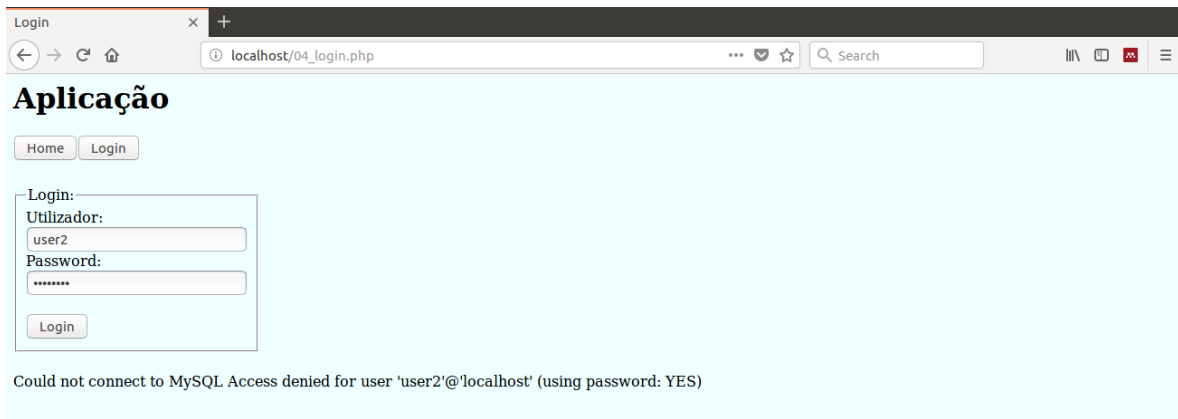 Login
localhost/04_login.php
Search
Aplicação
Home Login
Login:
Utilizador:
user2
Password:
••••••••
Login
Could not connect to MySQL Access denied for user 'user2'@'localhost' (using password: YES)